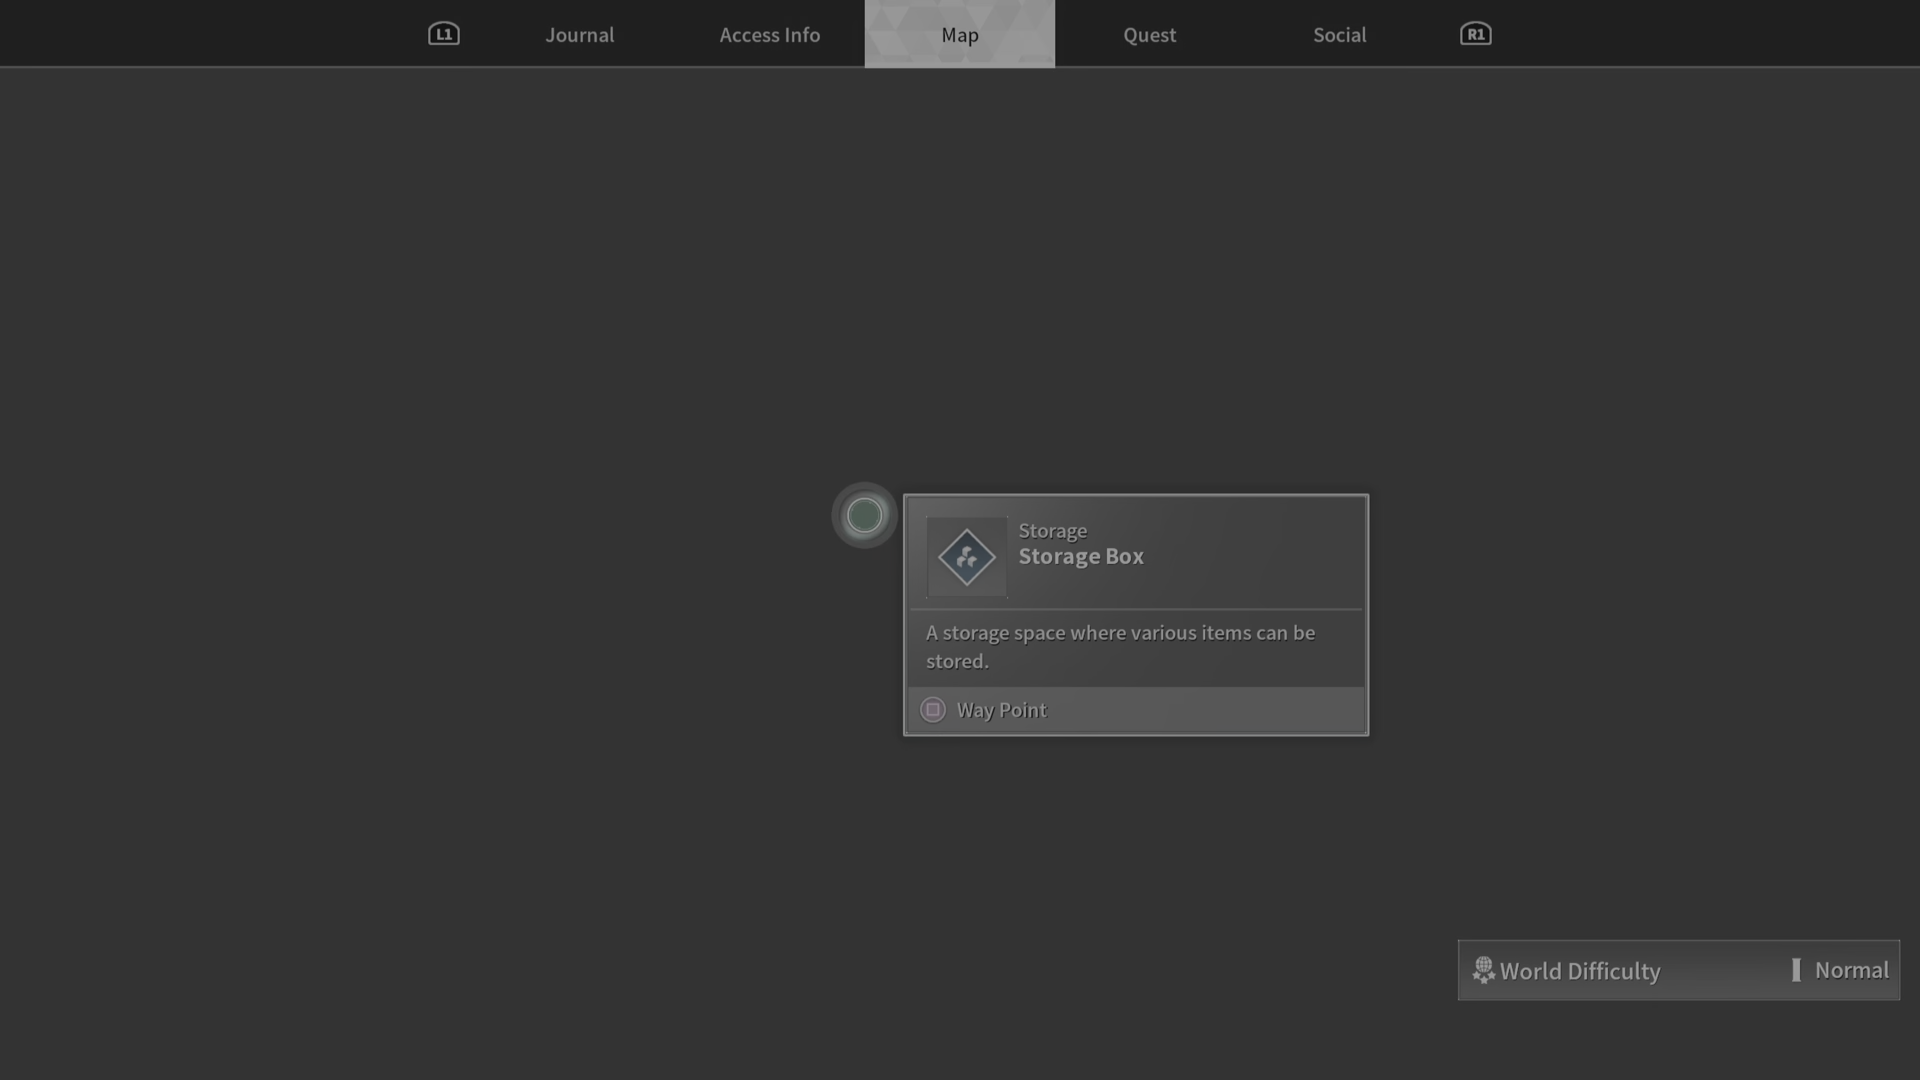 L1
Journal
Access Info
Map
Quest
Social
R1
Storage
Storage Box
A storage space where various items can be
stored.
Way Point
World Difficulty
Normal